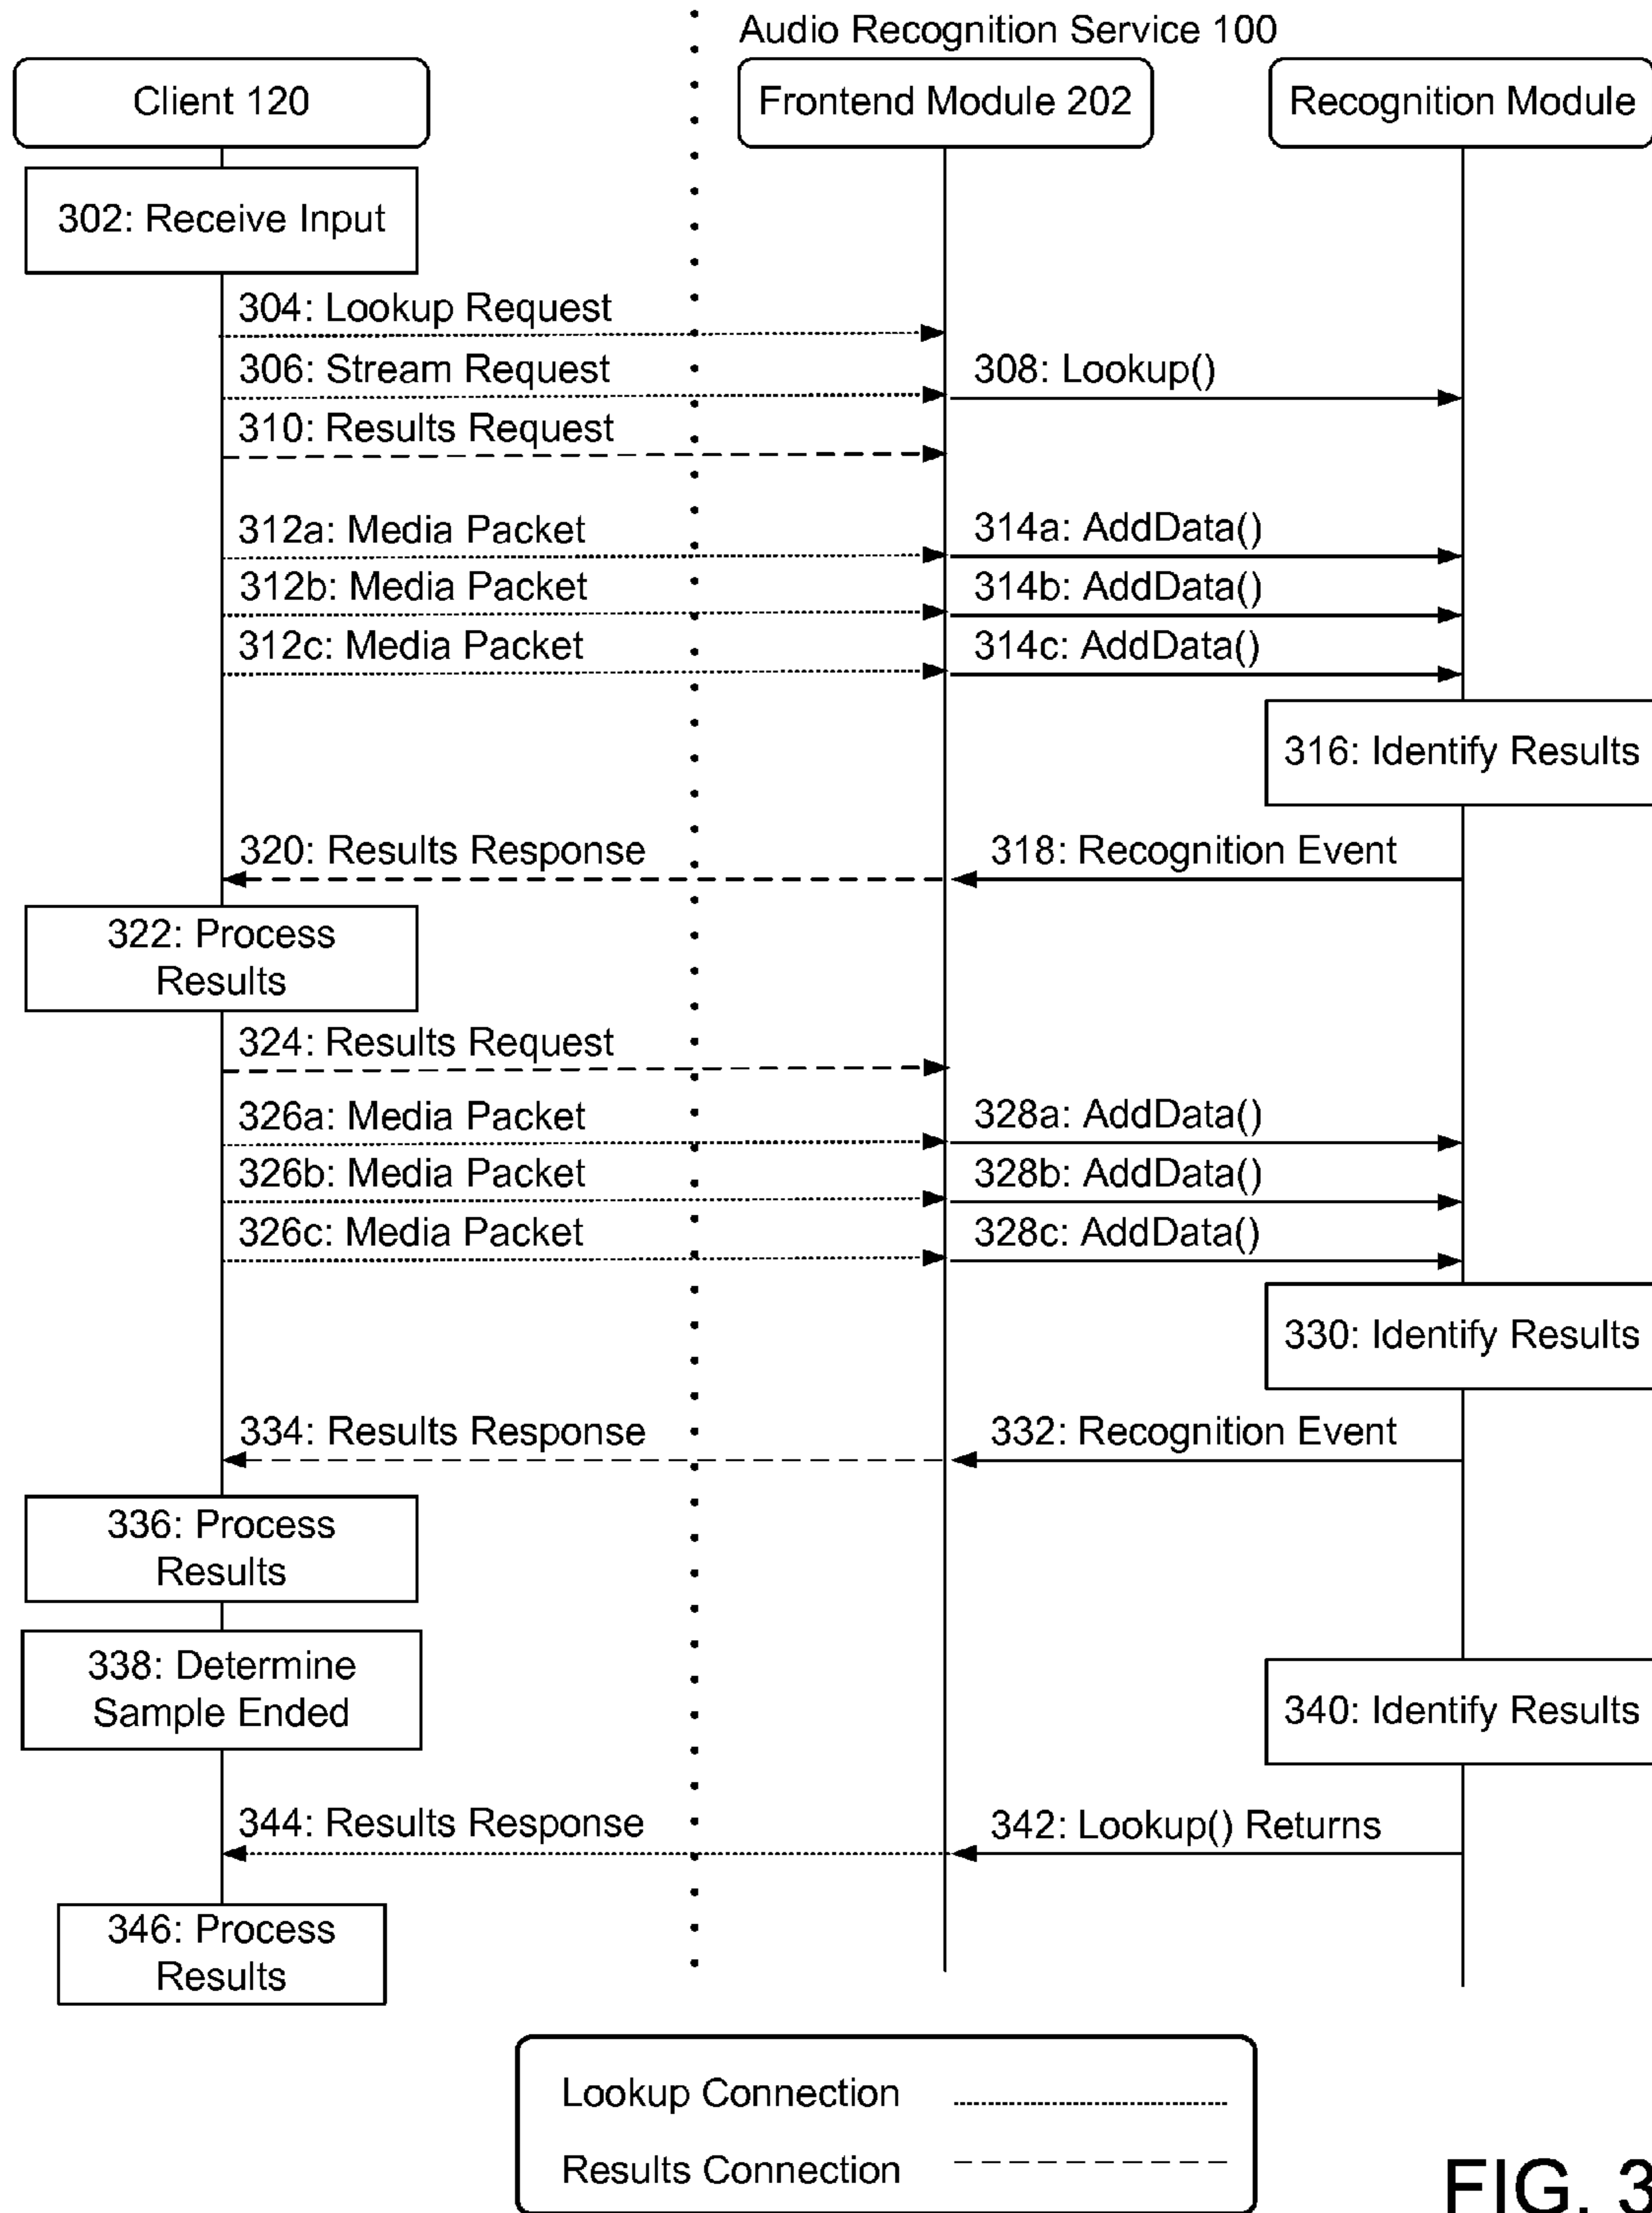 Audio Recognition Service 100
Client 120
Frontend Module 202
Recognition Module
302: Receive Input
304: Lookup Request
306: Stream Request
308: Lookup()
310: Results Request
312a: Media Packet
314a: AddData()
312b: Media Packet
314b: AddData()
312c: Media Packet
314c: AddData()
316: Identify Results
320: Results Response
318: Recognition Event
322: Process
Results
324: Results Request
326a: Media Packet
328a: AddData()
326b: Media Packet
328b: AddData()
326c: Media Packet
328c: AddData()
330: Identify Results
334: Results Response
332: Recognition Event
336: Process
Results
338: Determine
Sample Ended
340: Identify Results
344: Results Response
342: Lookup() Returns
346: Process
Results
Lookup Connection
Results Connection
FIG. 3